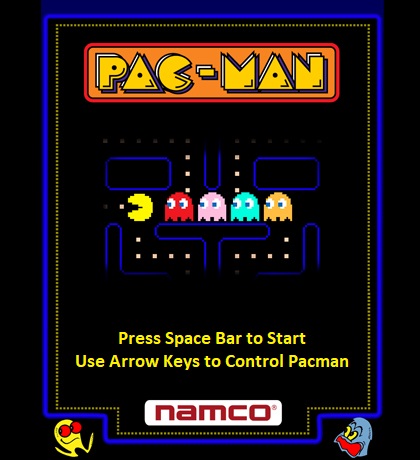 PAC-MAN
Press Space Bar to Start
Use Arrow Keys to Control Pacman
namco®